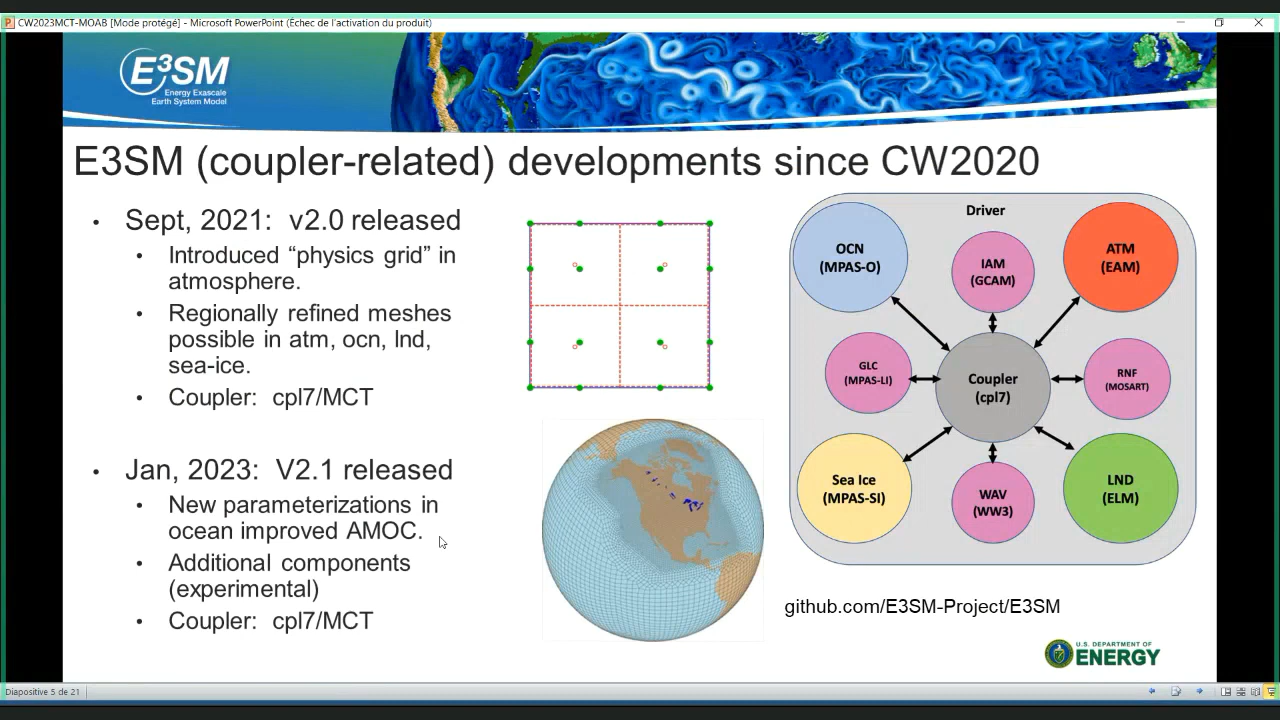 CW2023MCT-MOAB [Mode protégé] - Microsoft PowerPoint (Échec de l'activation du produit)
E3SM
Energy Exascale
Earth System Model
E3SM (coupler-related) developments since CW2020
• Sept, 2021: v2.0 released
• Introduced “physics grid” in
atmosphere.
• Regionally refined meshes
possible in atm, ocn, lnd,
sea-ice.
• Coupler: cpl7/MCT
• Jan, 2023: V2.1 released
• New parameterizations in
ocean improved AMOC.
• Additional components
(experimental)
• Coupler: cpl7/MCT
Driver
OCN
(MPAS-O)
IAM
(GCAM)
ATM
(EAM)
GLC
(MPAS-LI)
Coupler
(cpl7)
RNF
(MOSART)
Sea Ice
(MPAS-SI)
WAV
(WW3)
LND
(ELM)
github.com/E3SM-Project/E3SM
U.S. DEPARTMENT OF
ENERGY
Diapositive 5 de 21